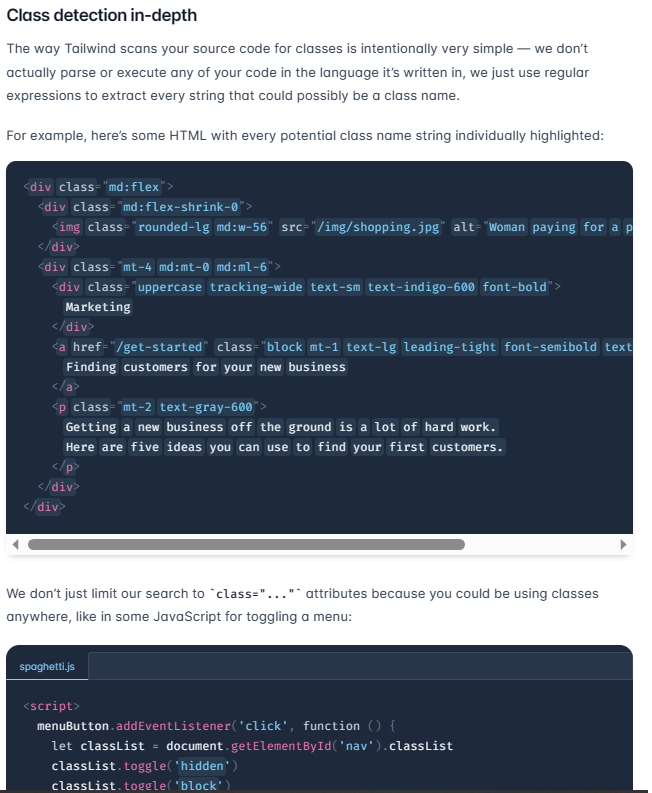 Class detection in-depth
The way Tailwind scans your source code for classes is intentionally very simple — we don't
actually parse or execute any of your code in the language it's written in, we just use regular
expressions to extract every string that could possibly be a class name.
For example, here's some HTML with every potential class name string individually highlighted:
<div class="md:flex">
<div class="md:flex-shrink-0">
<img class="rounded-lg md:w-56" src="/img/shopping.jpg" alt="Woman paying for a p
</div>
<div class="mt-4 md:mt-0 md:ml-6">
<div class="uppercase tracking-wide text-sm text-indigo-600 font-bold">
Marketing
</div>
<a href="/get-started" class="block mt-1 text-lg leading-tight font-semibold text
Finding customers for your new business
</a>
<p class="mt-2 text-gray-600">
Getting a new business off the ground is a lot of hard work.
Here are five ideas you can use to find your first customers.
</p>
</div>
</div>
We don't just limit our search to `class="..."` attributes because you could be using classes
anywhere, like in some JavaScript for toggling a menu:
spaghetti.js
<script>
menuButton.addEventListener('click', function () {
let classList = document.getElementById('nav').classList
classList.toggle('hidden')
classList.toggle('block')